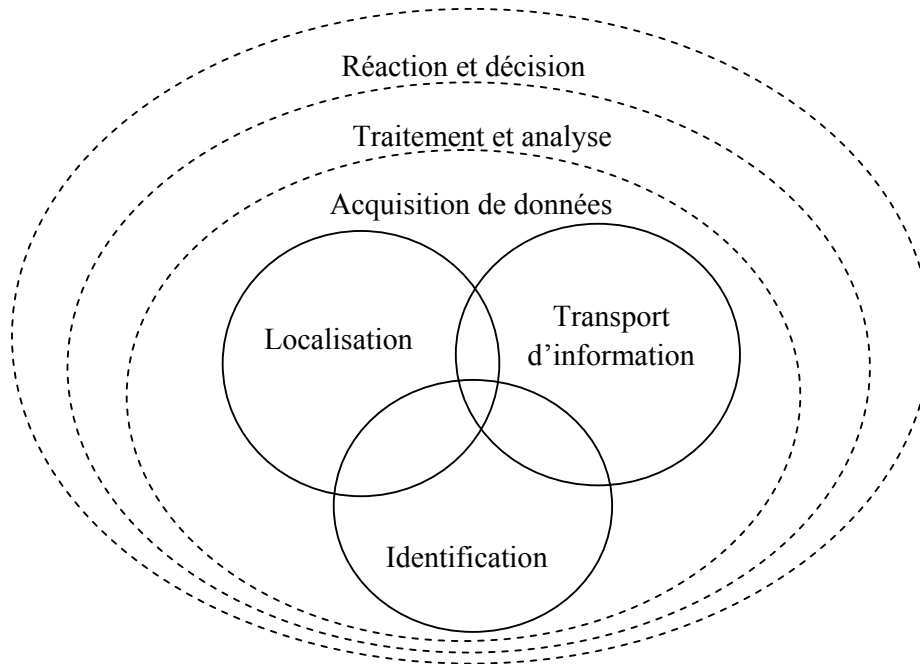 Réaction et décision
Traitement et analyse
Acquisition de données
Localisation
Transport
d’information
Identification